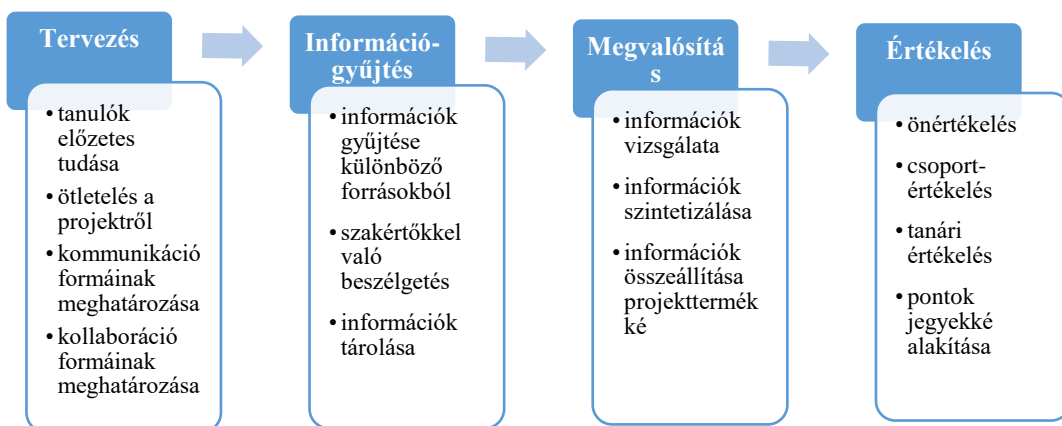 Tervezés
• tanulók
előzetes
tudása
• ötletelés a
projektről
• kommunikáció
formáinak
meghatározása
• kollaboráció
formáinak
meghatározása
Információ-
gyűjtés
• információk
gyűjtése
különböző
forrásokból
• szakértőkkel
való
beszélgetés
• információk
tárolása
Megvalósítá
s
• információk
vizsgálata
• információk
szintetizálása
• információk
összeállítása
projekttermék
ké
Értékelés
• önértékelés
• csoport-
értékelés
• tanári
értékelés
• pontok
jegyekké
alakítása